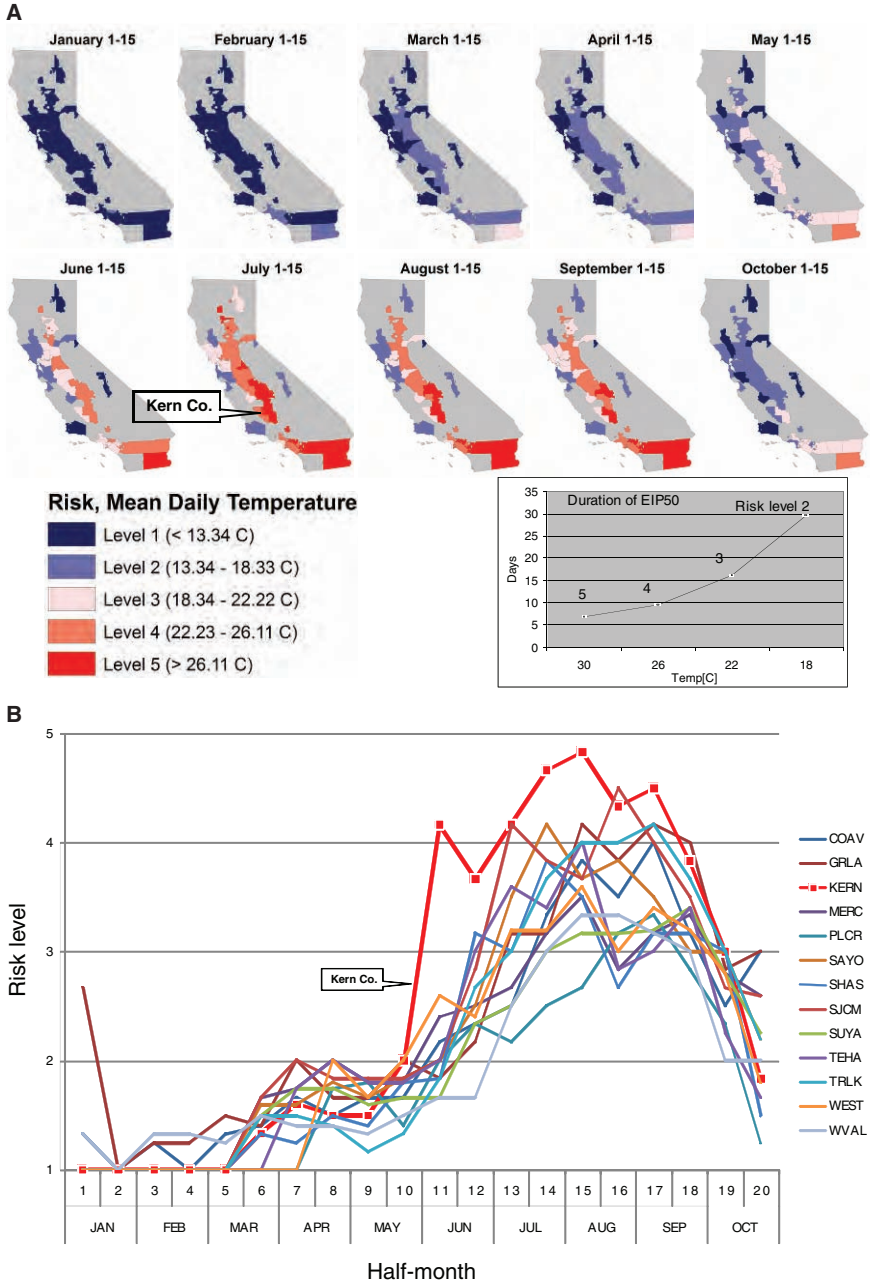 A
January 1-15
February 1-15
March 1-15
April 1-15
May 1-15
June 1-15
July 1-15
August 1-15
September 1-15
October 1-15
Kern Co.
Risk, Mean Daily Temperature
Level 1 (< 13.34 C)
Level 2 (13.34 - 18.33 C)
Level 3 (18.34 - 22.22 C)
Level 4 (22.23 - 26.11 C)
Level 5 (> 26.11 C)
Duration of EIP50
Risk level 2
3
4
5
Days
35
30
25
20
15
10
5
0
30 26 22 18
Temp[C]
B
Risk level
5
4
3
2
1
Kern Co.
COAV
GRLA
KERN
MERC
PLCR
SAYO
SHAS
SJCM
SUYA
TEHA
TRLK
WEST
WVAL
1 2 3 4 5 6 7 8 9 10 11 12 13 14 15 16 17 18 19 20
JAN FEB MAR APR MAY JUN JUL AUG SEP OCT
Half-month